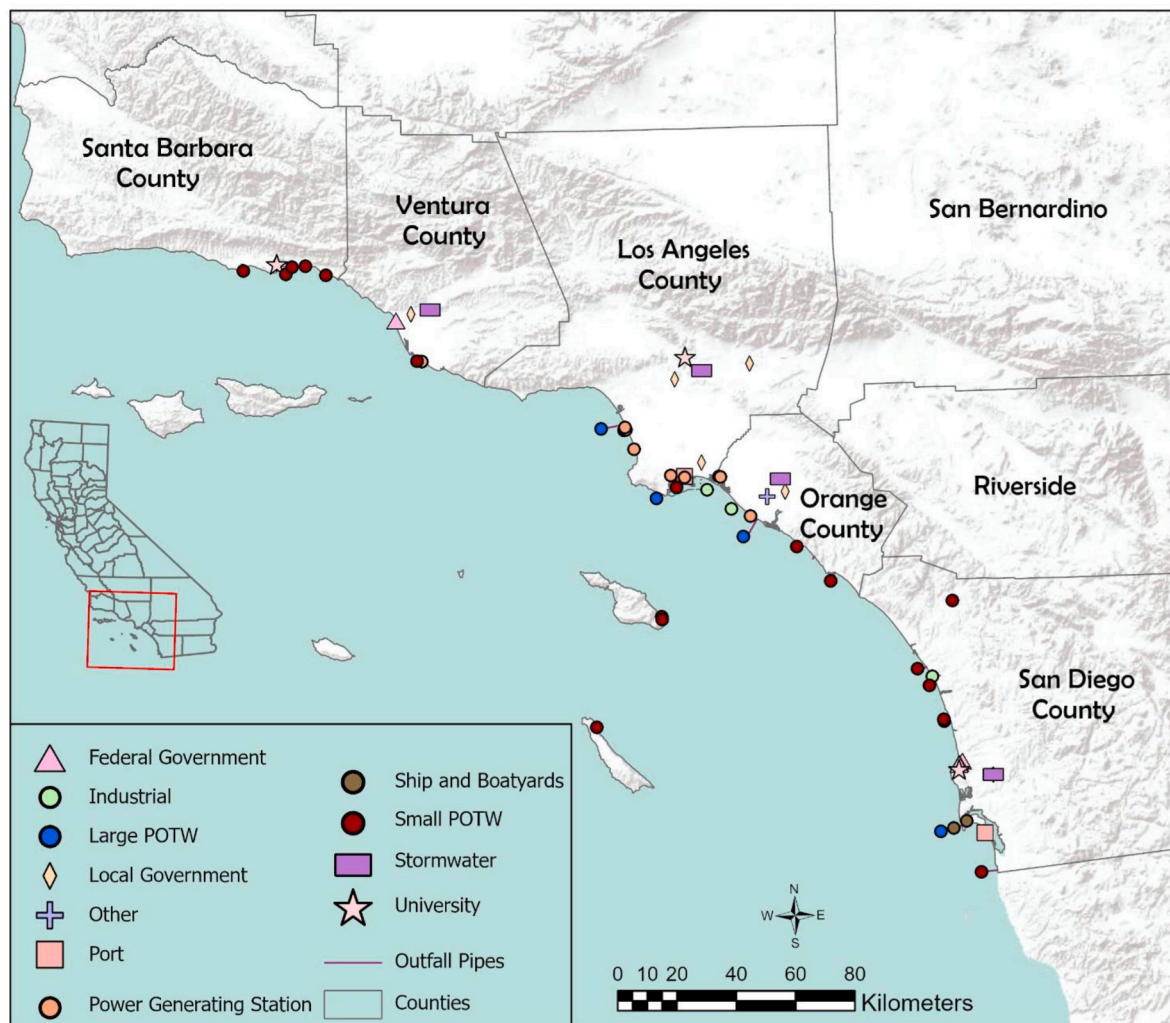 Santa Barbara
County
Ventura
County
Los Angeles
County
San Bernardino
Orange
County
Riverside
San Diego
County
Federal Government
Industrial
Large POTW
Local Government
Other
Port
Power Generating Station
Ship and Boatyards
Small POTW
Stormwater
University
Outfall Pipes
Counties
N
W E
S
0 10 20 40 60 80
Kilometers